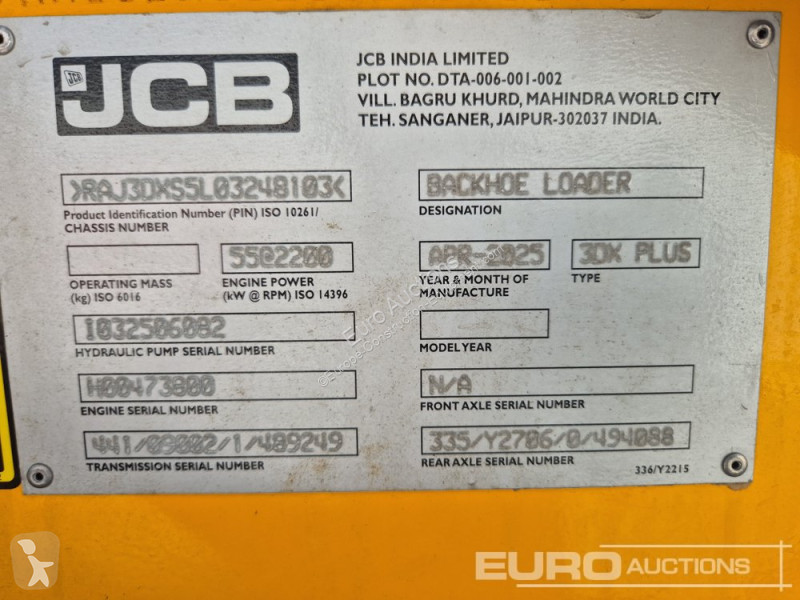 JCB
JCB
JCB INDIA LIMITED
PLOT NO. DTA-006-001-002
VILL. BAGRU KHURD, MAHINDRA WORLD CITY
TEH. SANGANER, JAIPUR-302037 INDIA.
>RAJ3DXS5L03248103<
Product Identification Number (PIN) ISO 10261/
CHASSIS NUMBER
BACKHOE LOADER
DESIGNATION
OPERATING MASS
(kg) ISO 6016
55@2200
ENGINE POWER
(kW @ RPM) ISO 14396
APR-2025
YEAR & MONTH OF
MANUFACTURE
3DX PLUS
TYPE
1032506082
HYDRAULIC PUMP SERIAL NUMBER
MODEL YEAR
H00473800
ENGINE SERIAL NUMBER
N/A
FRONT AXLE SERIAL NUMBER
441/08002/1/489249
TRANSMISSION SERIAL NUMBER
335/Y2706/0/494088
REAR AXLE SERIAL NUMBER
336/Y2215
Euro Auctions
EURO AUCTIONS